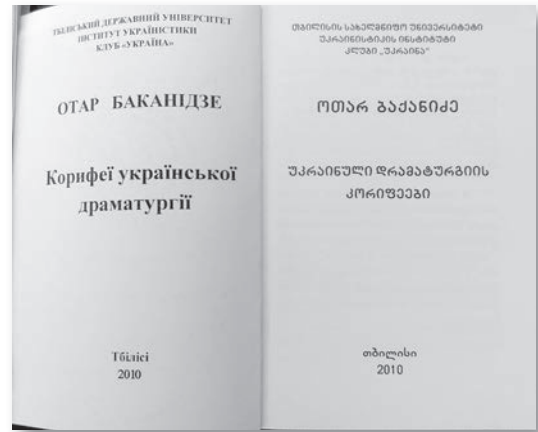 ТБІЛІСЬКИЙ ДЕРЖАВНИЙ УНІВЕРСИТЕТ
ІНСТИТУТ УКРАЇНІСТИКИ
КЛУБ «УКРАЇНА»
ОТАР БАКАНІДЗЕ
Корифеї української
драматургії
Тбілісі
2010
თბილისის სახელმწიფო უნივერსიტეტი
უკრაინისტიკის ინსტიტუტი
კლუბი „უკრაინა“
ოთარ ბაქანიძე
უკრაინული დრამატურგიის
კორიფეები
თბილისი
2010